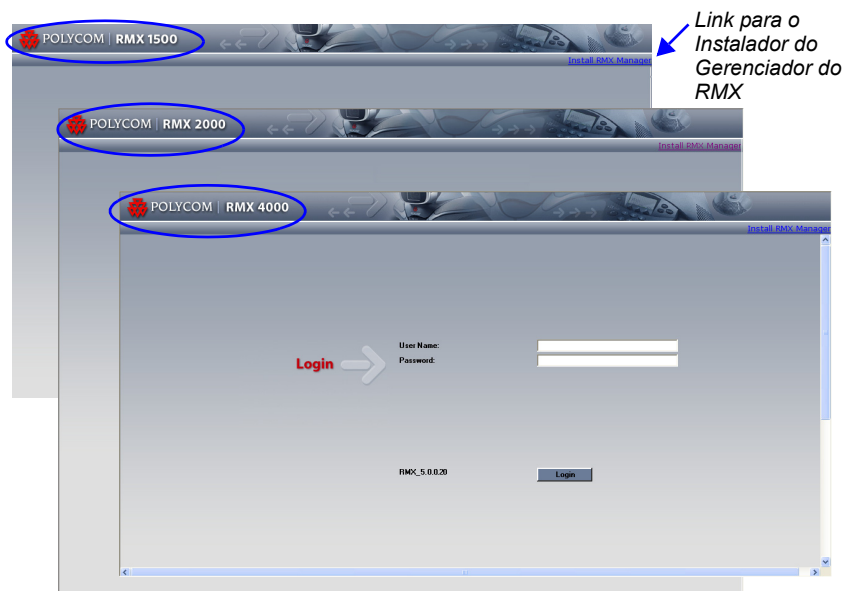 POLYCOM | RMX 1500
Link para o
Instalador do
Gerenciador do
RMX
Install RMX Manager
POLYCOM | RMX 2000
Install RMX Manager
POLYCOM | RMX 4000
Install RMX Manager
User Name:
Login
Password:
RMX_5.0.0.20
Login